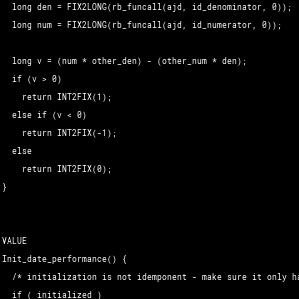 long den = FIX2LONG(rb_funcall(ajd, id_denominator, 0));
long num = FIX2LONG(rb_funcall(ajd, id_numerator, 0));
long v = (num * other_den) - (other_num * den);
if (v > 0)
return INT2FIX(1);
else if (v < 0)
return INT2FIX(-1);
else
return INT2FIX(0);
}
VALUE
Init_date_performance() {
/* initialization is not idemponent - make sure it only ha
if ( initialized )